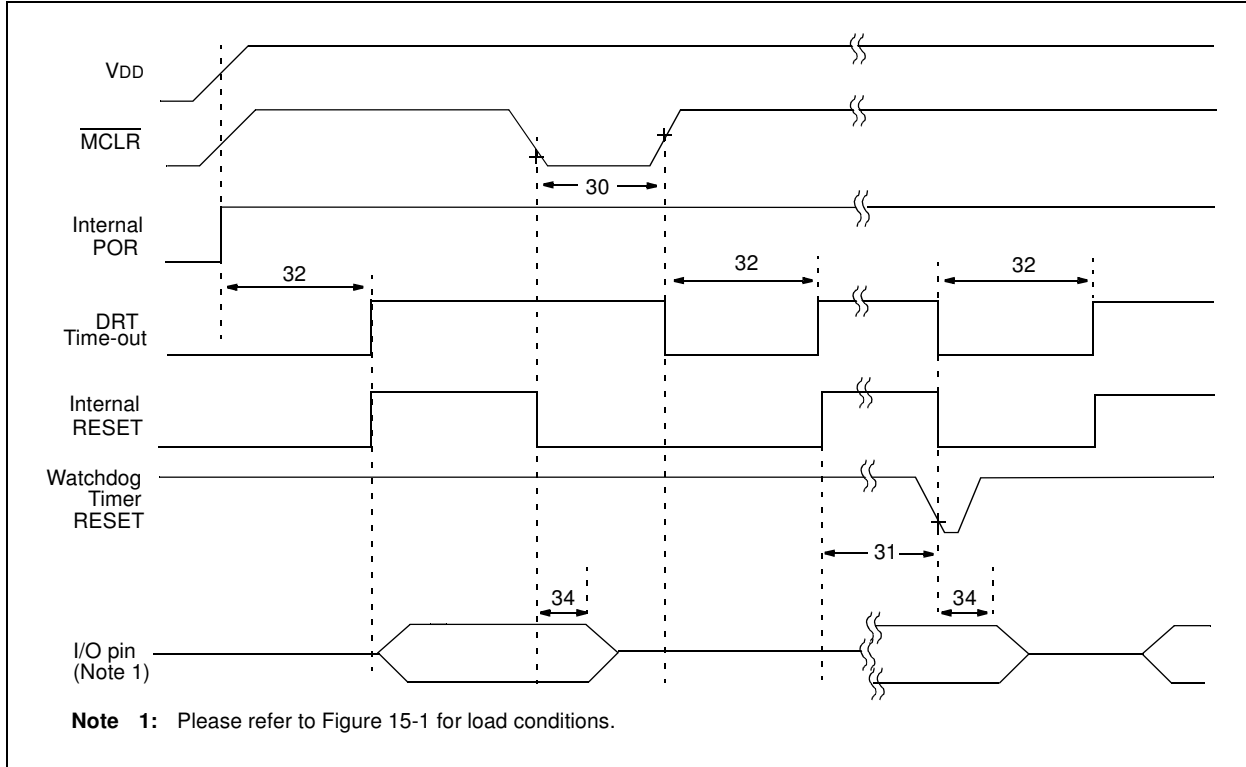 VDD
MCLR
30
Internal
POR
32
32
32
DRT
Time-out
Internal
RESET
Watchdog
Timer
RESET
31
34
34
I/O pin
(Note 1)
Note 1: Please refer to Figure 15-1 for load conditions.